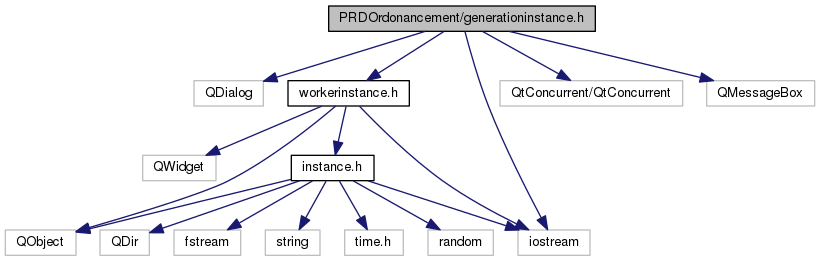 PRDOrdonancement/generationinstance.h
QDialog
workerinstance.h
QtConcurrent/QtConcurrent
QMessageBox
QWidget
instance.h
QObject
QDir
fstream
string
time.h
random
iostream